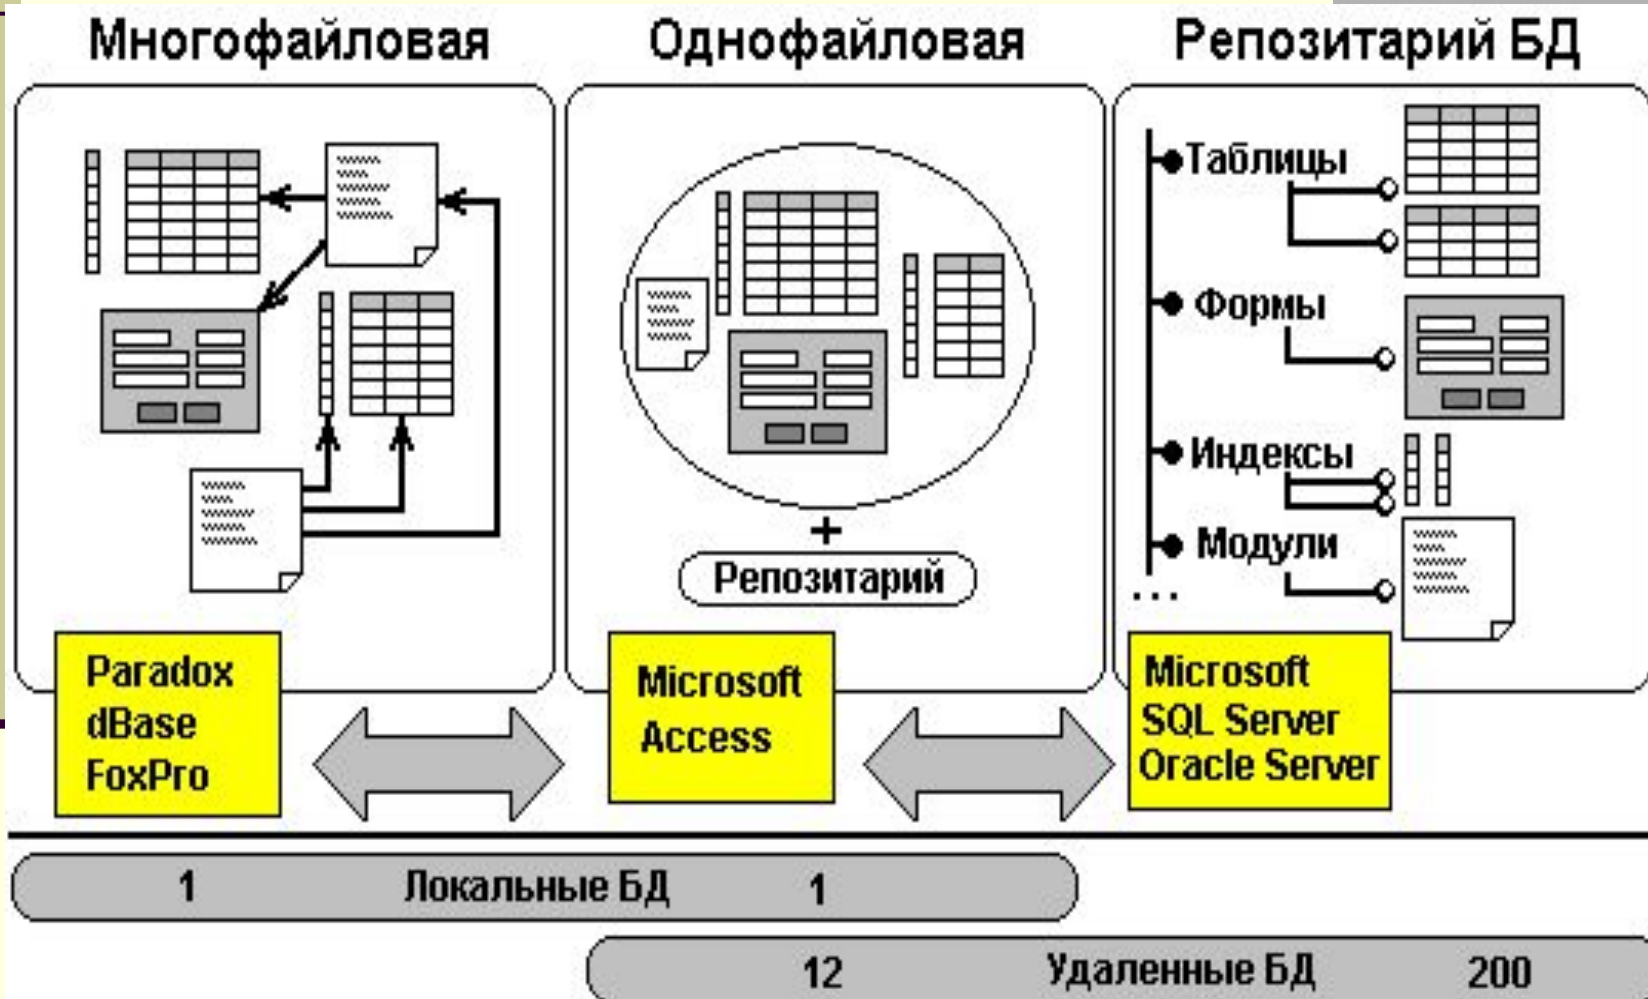 Многофайловая
Однофайловая
Репозитарий БД
Таблицы
Формы
Индексы
Модули
...
+
Репозитарий
Paradox
dBase
FoxPro
Microsoft
Access
Microsoft
SQL Server
Oracle Server
1 Локальные БД 1
12 Удаленные БД 200